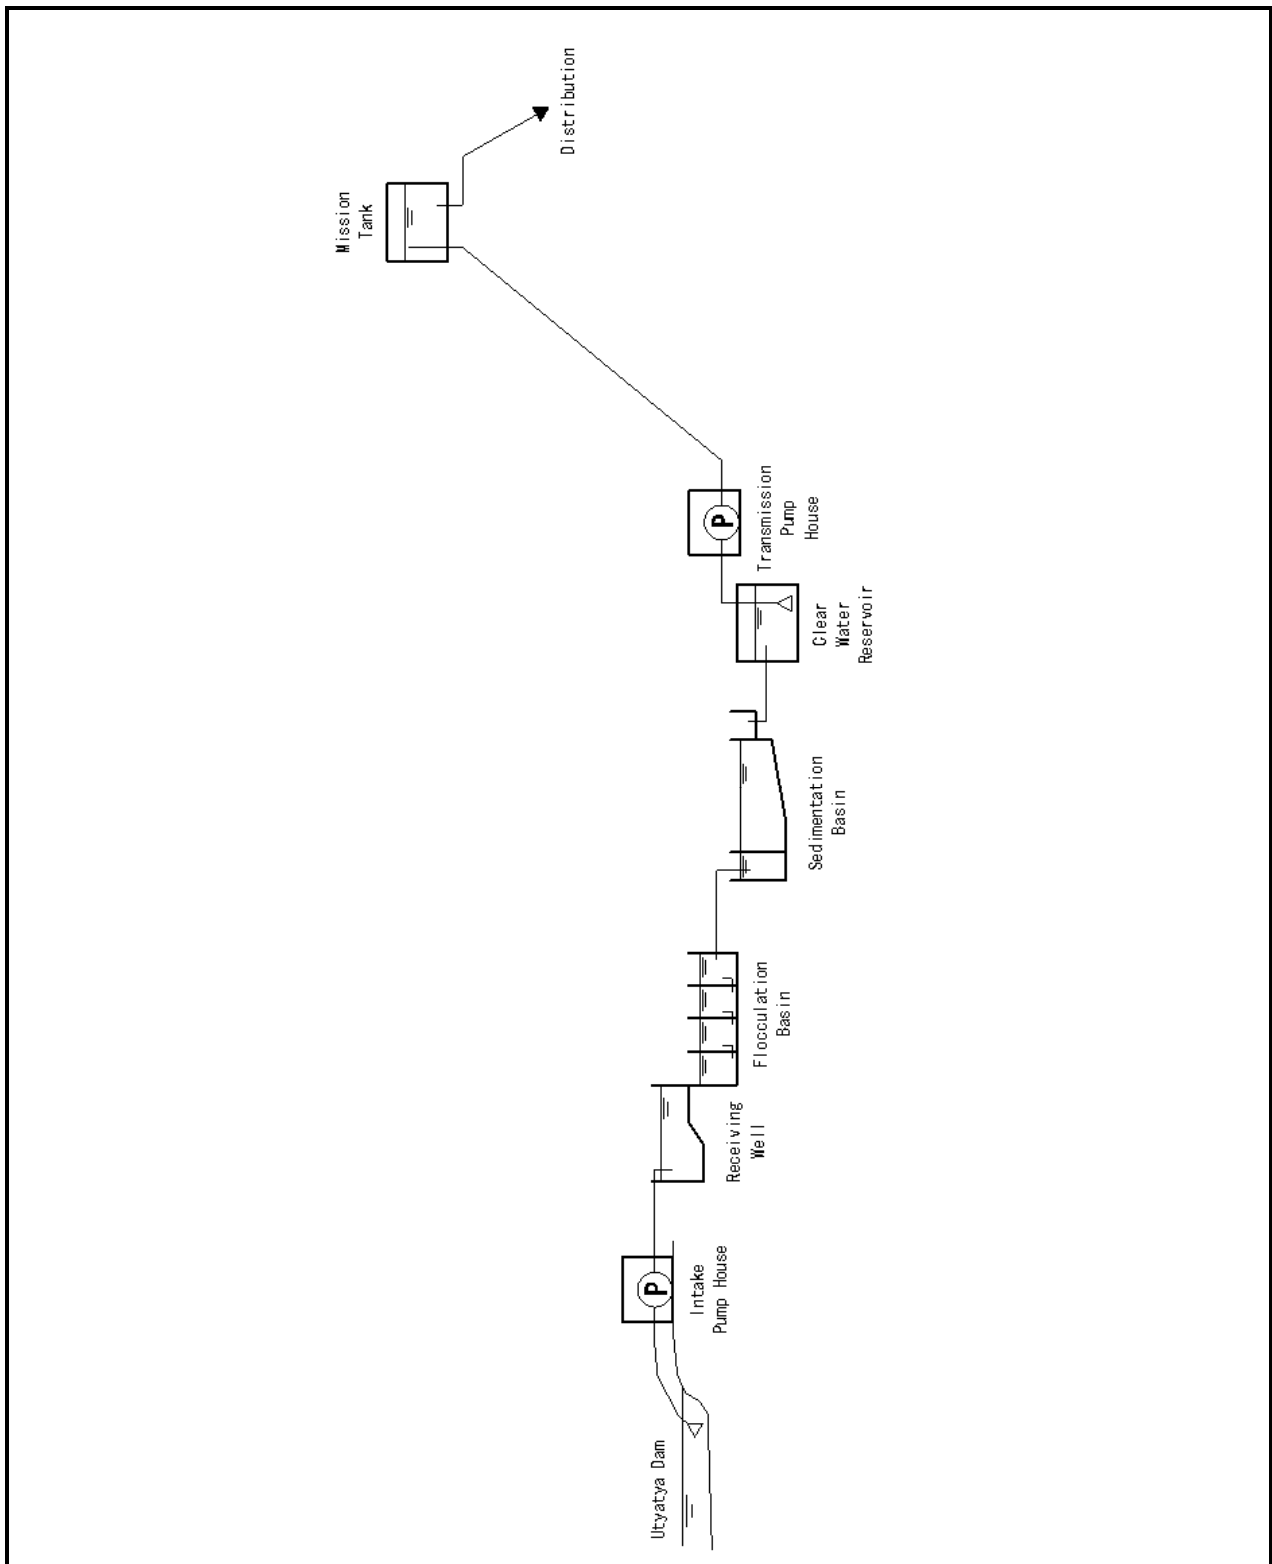 Utyatya Dam
P
Intake
Pump House
Receiving
Well
Flocculation
Basin
Sedimentation
Basin
Clear
Water
Reservoir
P
Transmission
Pump
House
Mission
Tank
Distribution